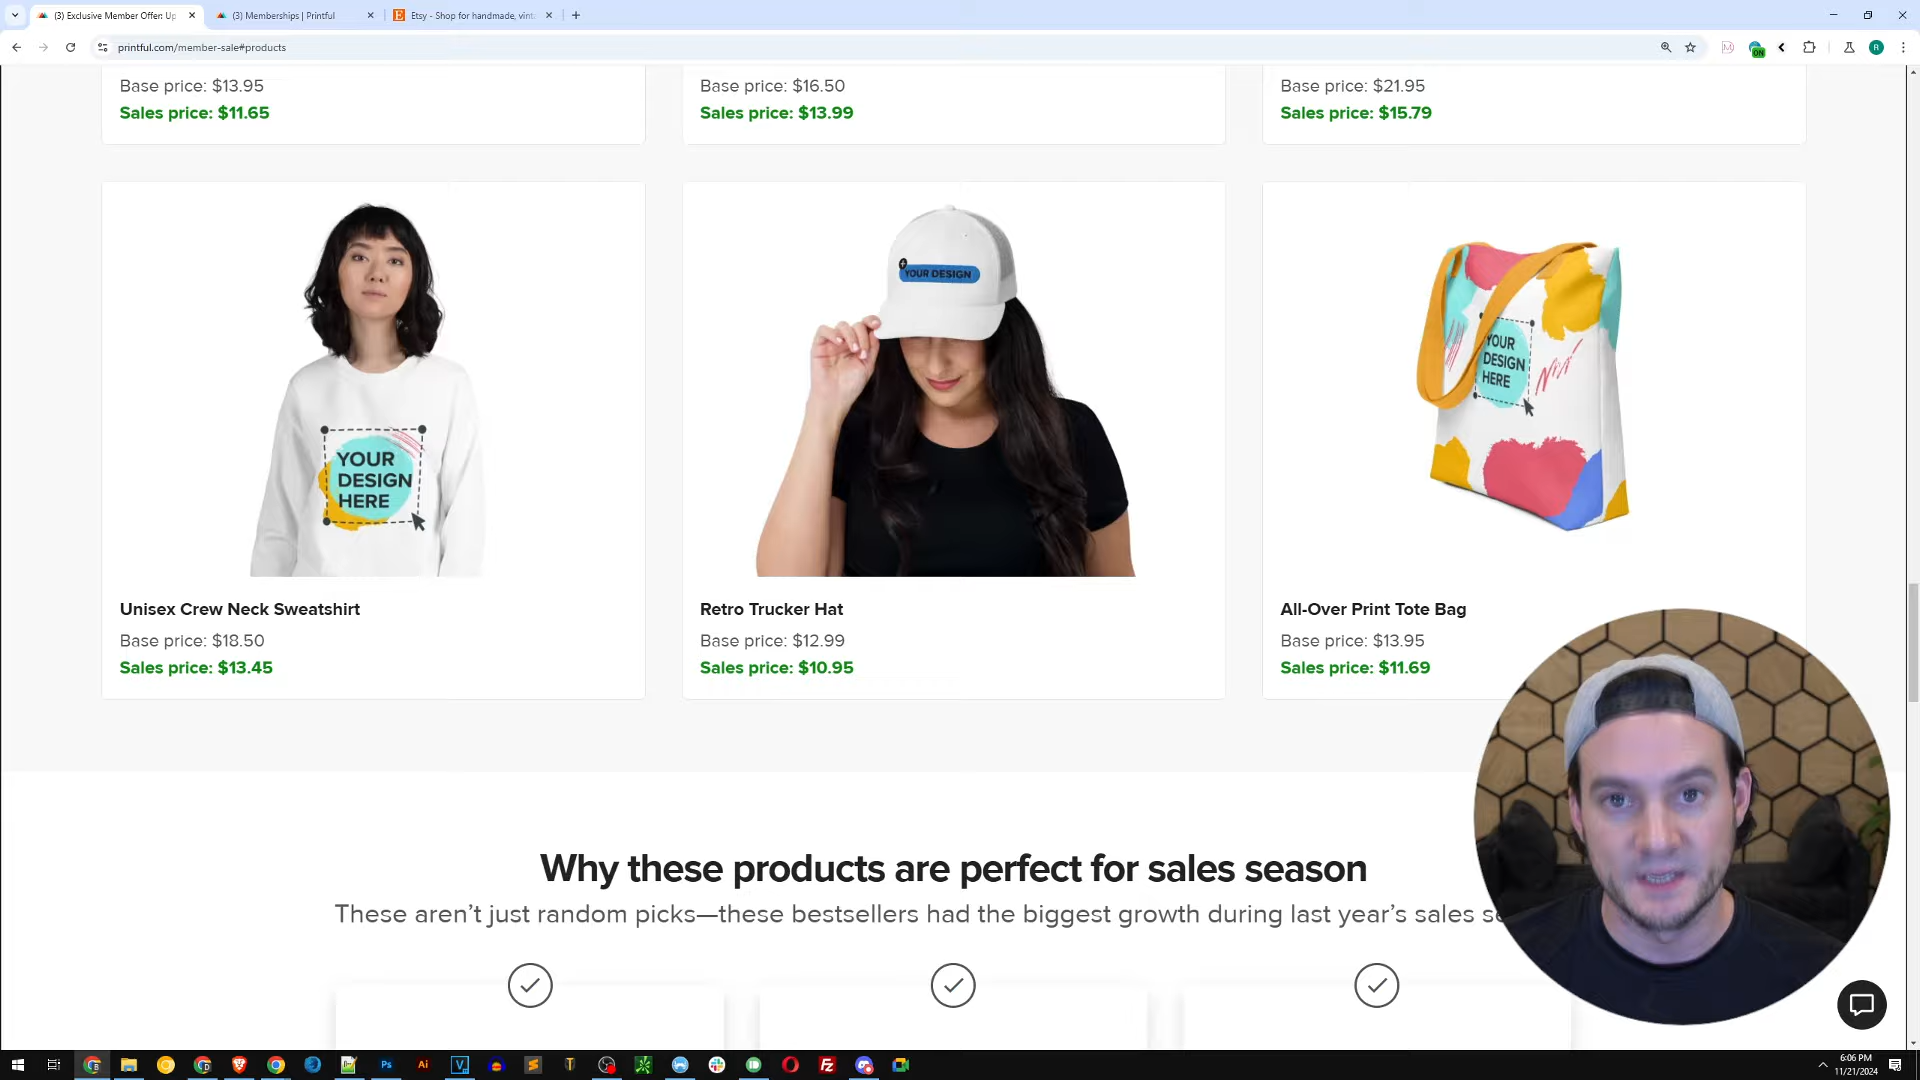 (3) Exclusive Member Offer: Up
(3) Memberships | Printful
Etsy - Shop for handmade, vint
printful.com/member-sale#products
Base price: $13.95
Sales price: $11.65
Base price: $16.50
Sales price: $13.99
Base price: $21.95
Sales price: $15.79
YOUR
DESIGN
HERE
YOUR DESIGN
YOUR
DESIGN
HERE
Unisex Crew Neck Sweatshirt
Base price: $18.50
Sales price: $13.45
Retro Trucker Hat
Base price: $12.99
Sales price: $10.95
All-Over Print Tote Bag
Base price: $13.95
Sales price: $11.69
Why these products are perfect for sales season
These aren't just random picks—these bestsellers had the biggest growth during last year's sales se
6:06 PM
11/21/2024